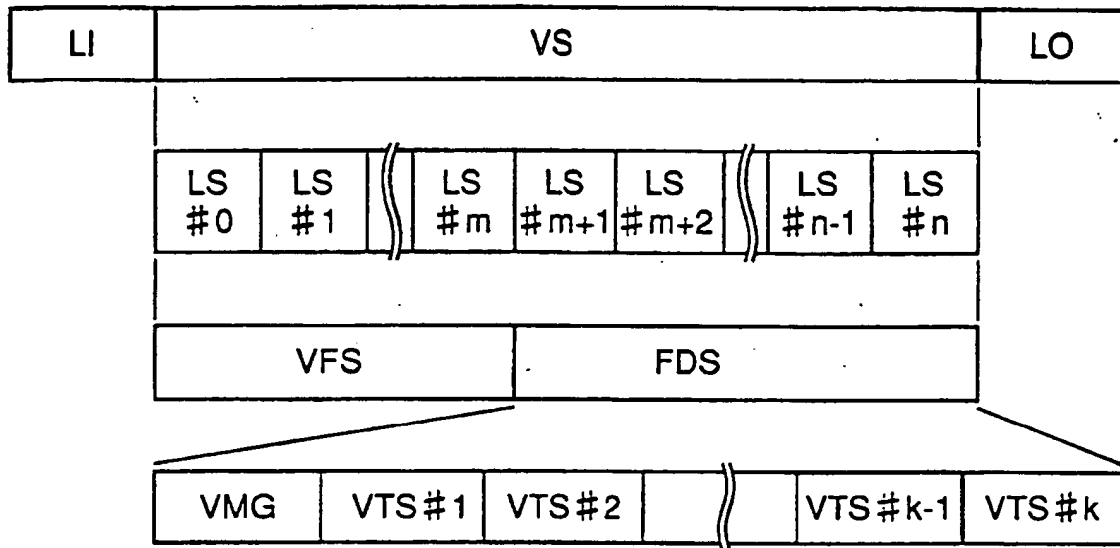 LI VS LO
LS LS LS LS LS LS LS
#0 #1 #m #m+1 #m+2 #n-1 #n
VFS FDS
VMG VTS#1 VTS#2 VTS#k-1 VTS#k